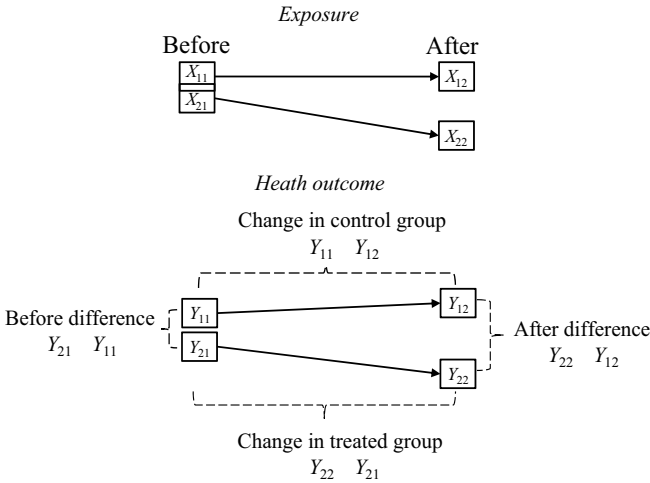 Exposure
Before After
X11 X12
X21
X22
Heath outcome
Change in control group
Y11 Y12
Y11 Y12
Before difference
Y21 Y11
Y21
After difference
Y22 Y12
Y22
Change in treated group
Y22 Y21